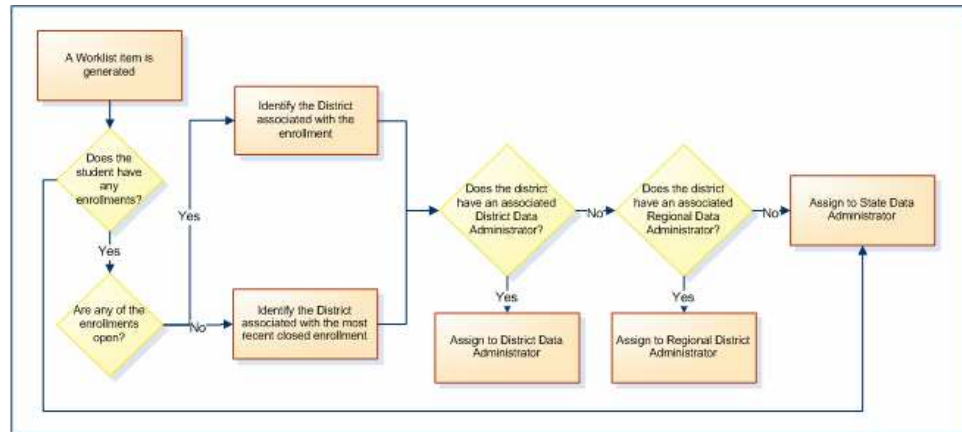 A Worklist item is
generated
Does the
student have
any
enrollments?
Yes
Are any of the
enrollments
open?
Yes
No
Identify the District
associated with the
enrollment
Identify the District
associated with the most
recent closed enrollment
Does the district
have an associated
District Data
Administrator?
No
Yes
Assign to District Data
Administrator
Does the district
have an associated
Regional Data
Administrator?
No
Yes
Assign to Regional District
Administrator
Assign to State Data
Administrator